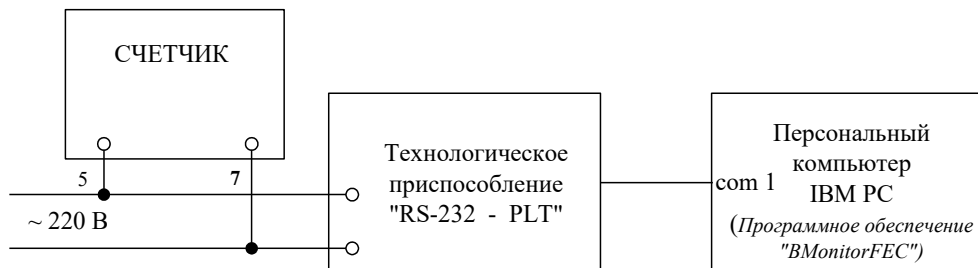 СЧЕТЧИК
5
7
~ 220 В
Технологическое
приспособление
"RS-232 - PLT"
com 1
Персональный
компьютер
IBM PC
(Программное обеспечение
"BMonitorFEC")